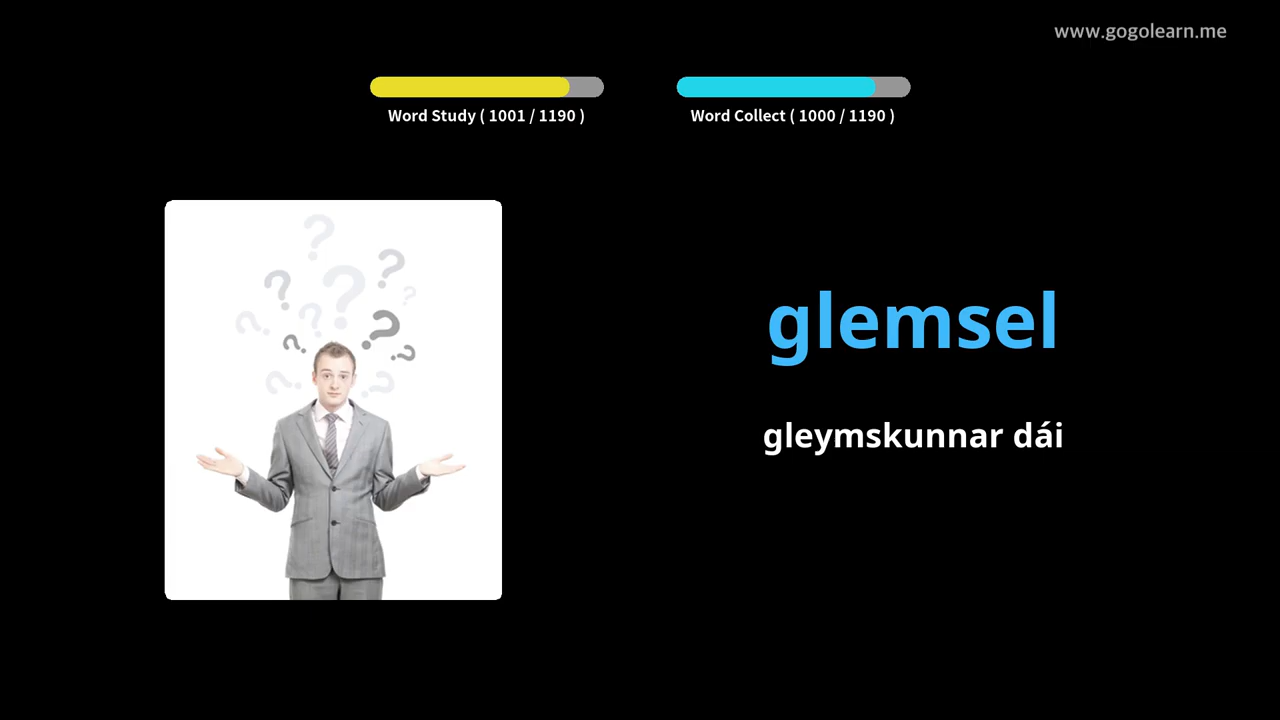 www.gogolearn.me
Word Study ( 1001 / 1190 )
Word Collect ( 1000 / 1190 )
glemsel
gleymskunnar dái